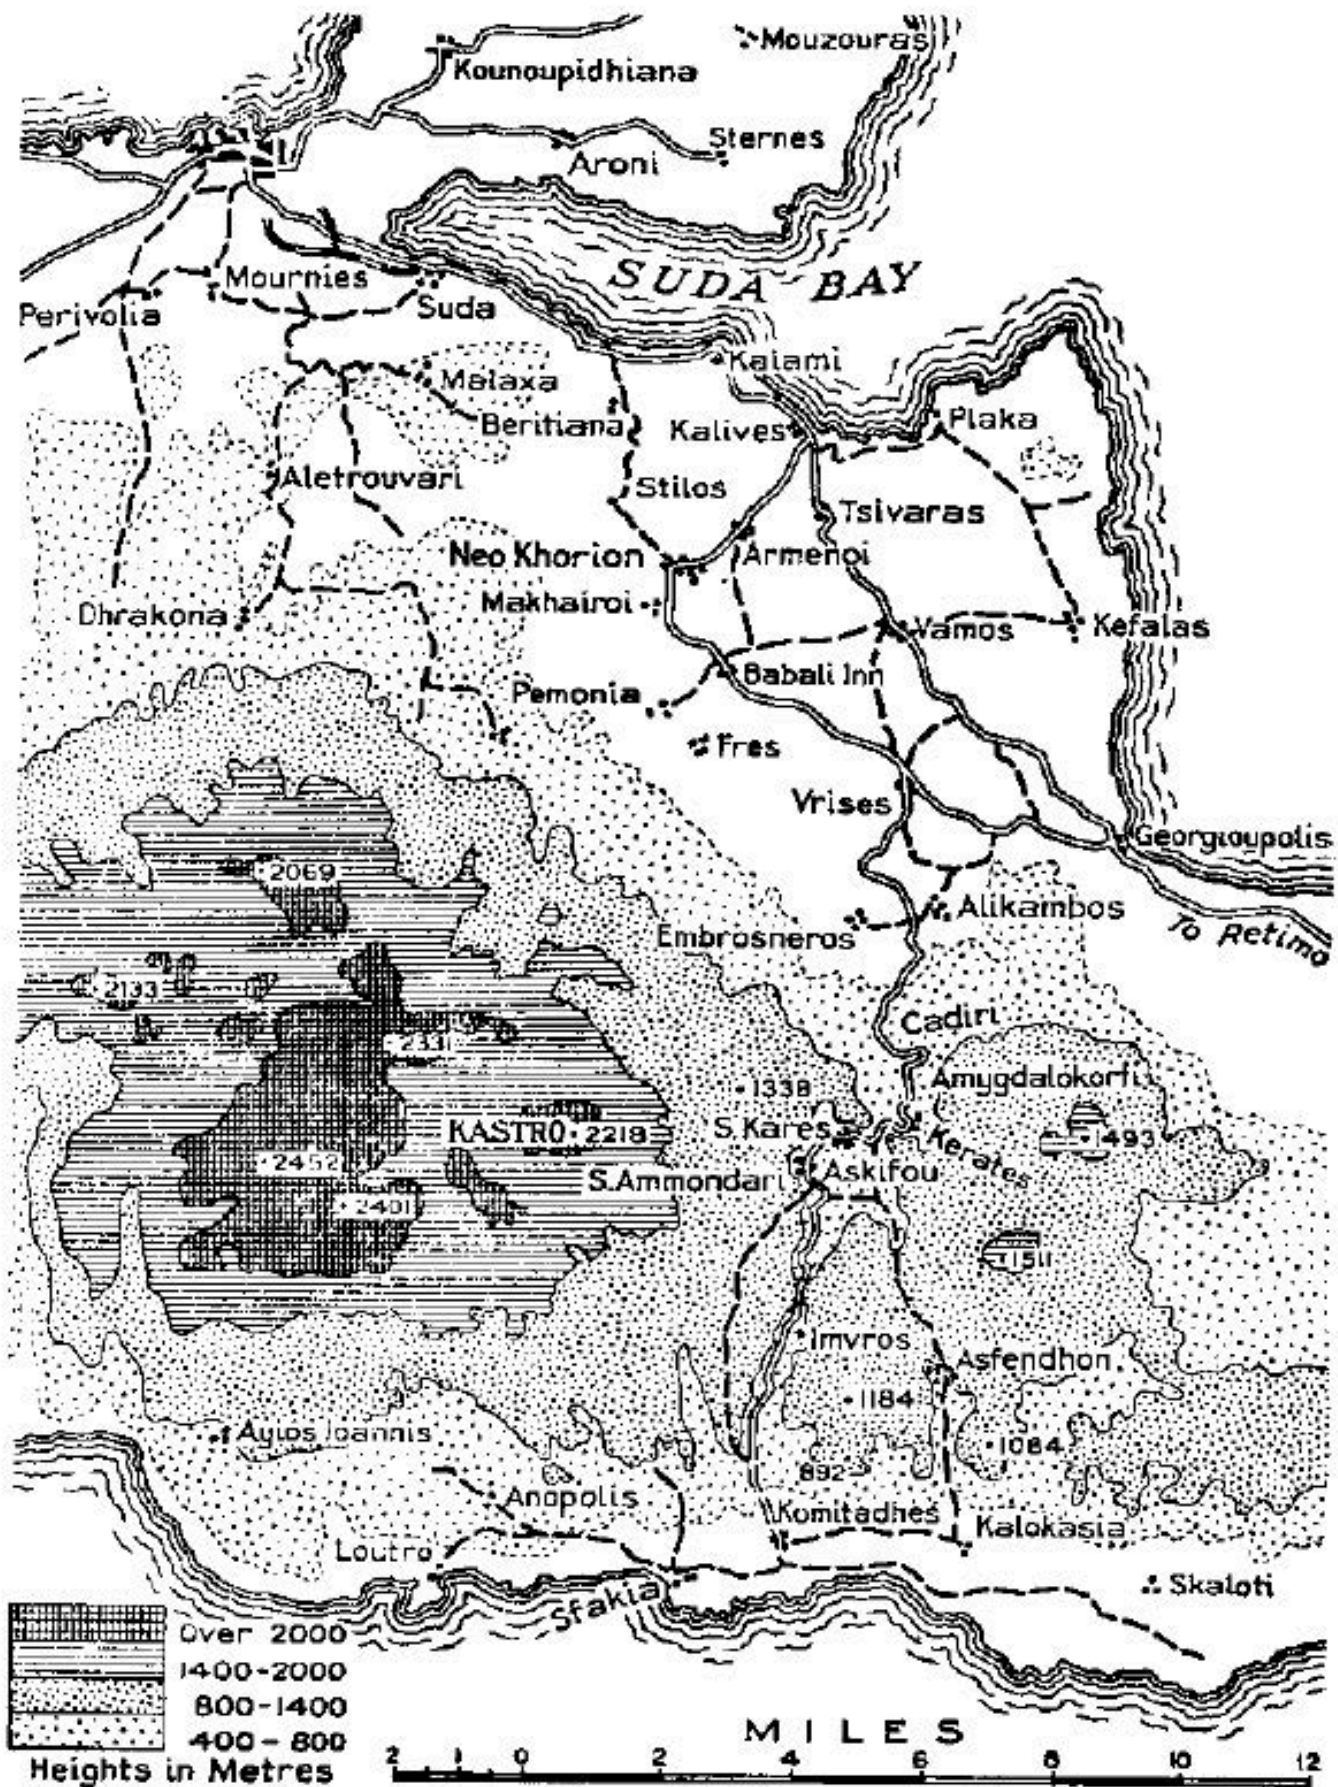 Mouzouras
Kounoupidhiana
Sternes
Aroni
SUDA BAY
Mournies
Perivolia
Suda
Kalami
Malaxa
Beritiana
Kalives
Plaka
Aletrouvari
Stilos
Tsivaras
Neo Khorion
Armenoi
Makhairoi
Dhrakona
Vamos
Kefalas
Babali Inn
Pemonia
Fres
Vrises
Georgioupolis
2069
Alikambos
To Retimo
Embrosneros
2133
Cadiri
2331
Amygdalokorfi
1338
KASTRO 2218
S. Kares
Kerates
1493
2452
S. Ammondari
Askifou
2401
1511
Imvros
Asfendhon
1184
Ayios Ioannis
1084
892
Anopolis
Komitadhes
Kalokasia
Loutro
Sfakia
Skaloti
Over 2000
1400-2000
800-1400
400-800
Heights in Metres
MILES
2 1 0 2 4 6 8 10 12